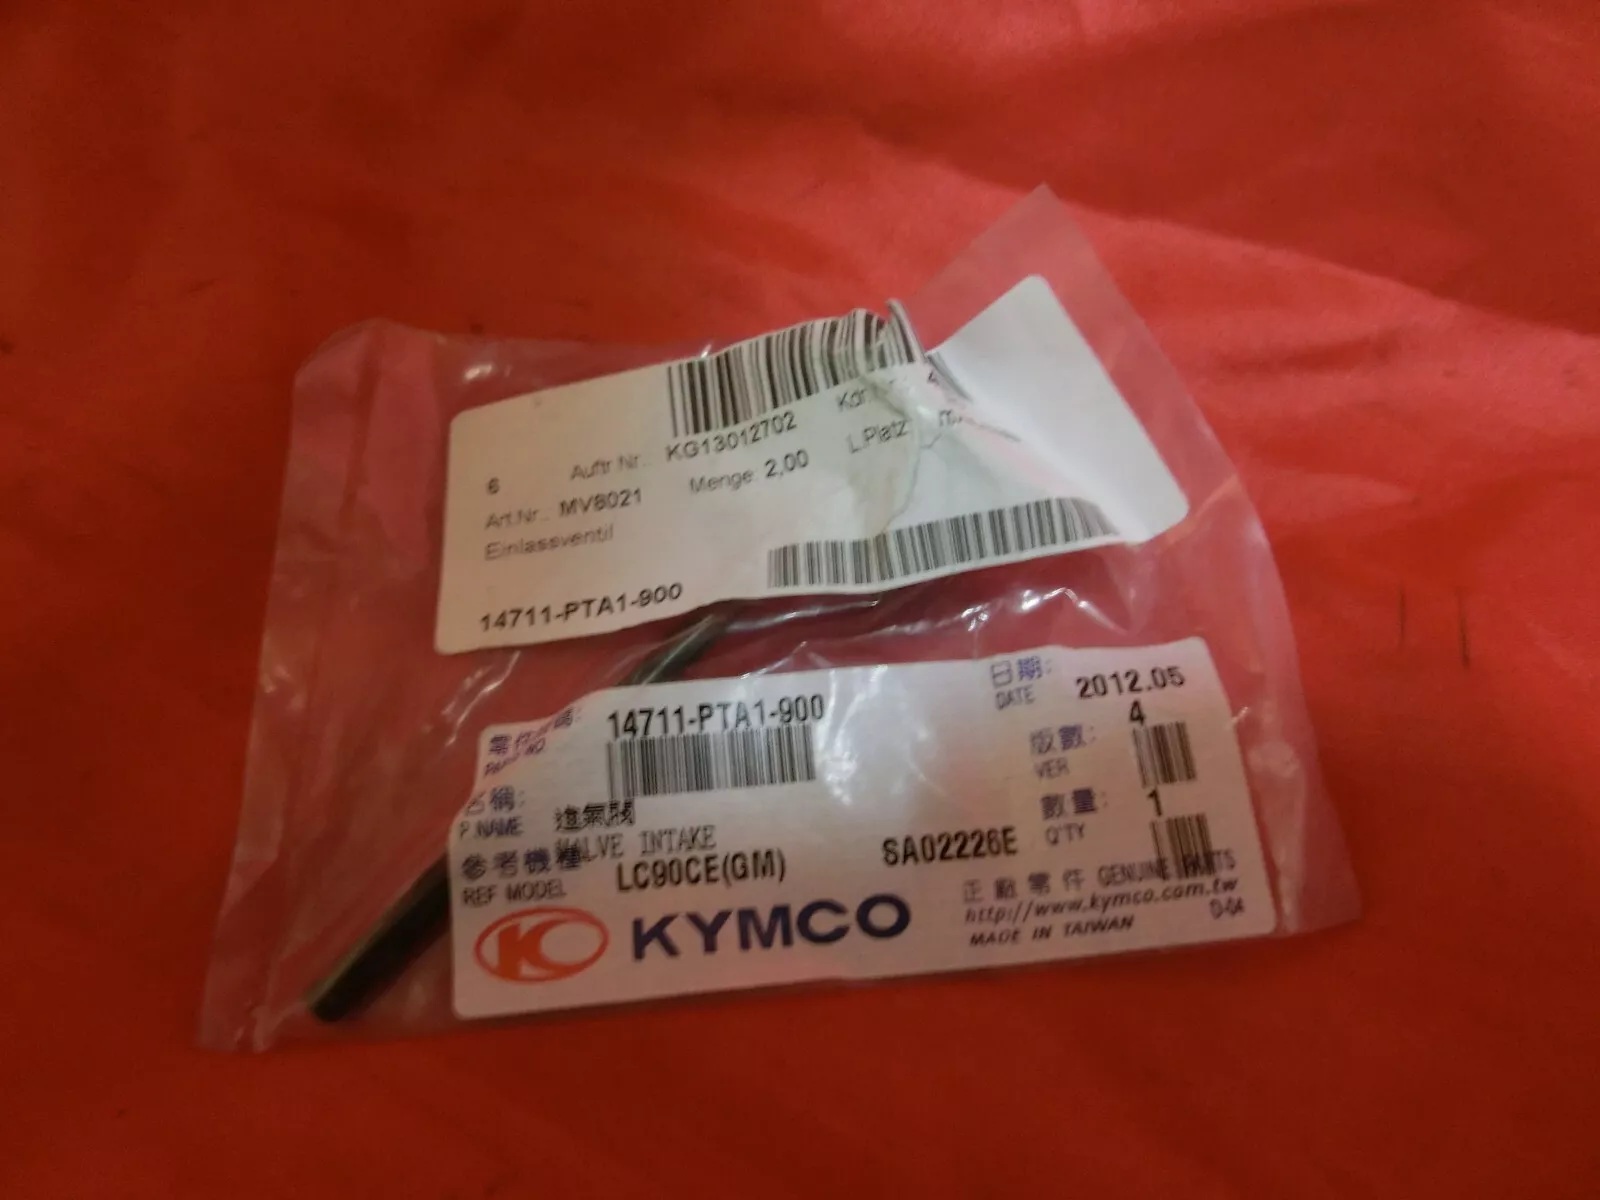 6 Auftr.Nr.: KG13012702
Art.Nr.: MV8021 Menge: 2,00 L.Platz
Einlassventil
14711-PTA1-900
14711-PTA1-900
日期:
DATE 2012.05
版數: 4
VER
名稱:
P.NAME 進氣閥
VALVE INTAKE
數量: 1
Q'TY
參考機種
REF MODEL LC90CE(GM) SA02226E
正廠零件 GENUINE PARTS
http://www.kymco.com.tw
MADE IN TAIWAN D-04
KYMCO